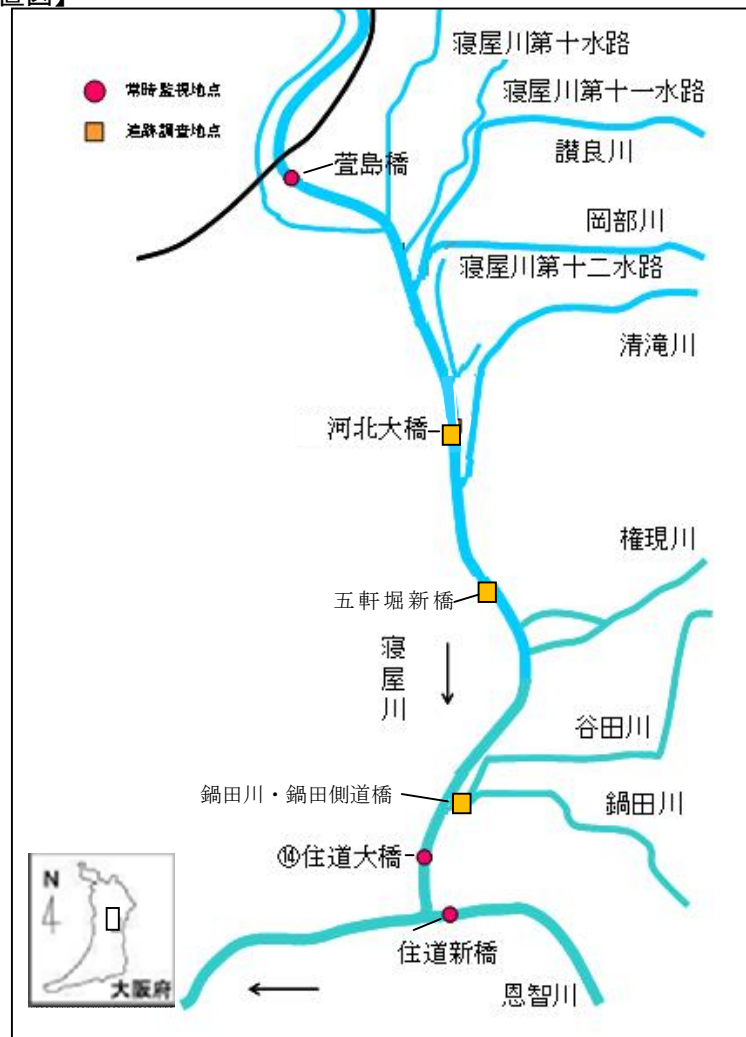 置図】
常時監視地点
追跡調査地点
寝屋川第十水路
寝屋川第十一水路
讃良川
萱島橋
岡部川
寝屋川第十二水路
清滝川
河北大橋
権現川
五軒堀新橋
寝屋川
谷田川
鍋田川・鍋田側道橋
鍋田川
⑭住道大橋
住道新橋
恩智川
N
大阪府